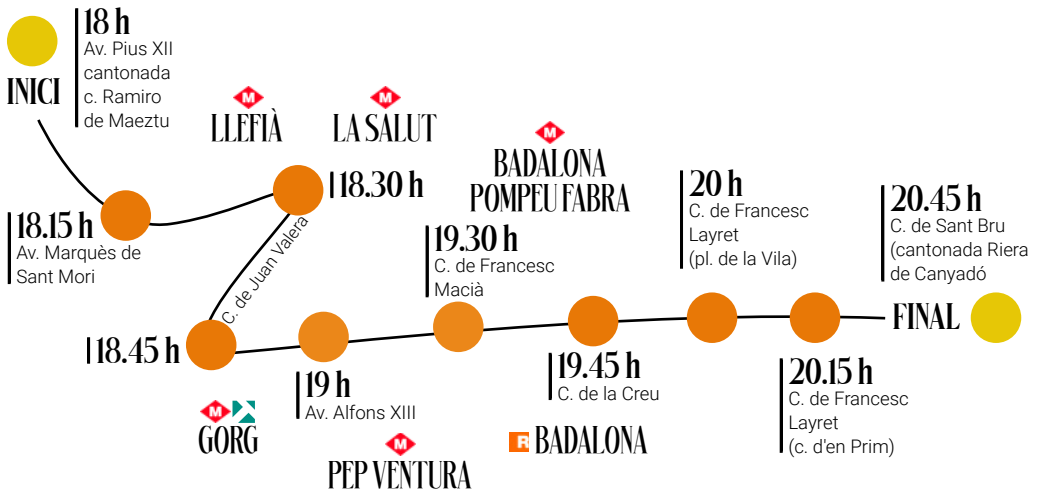 18 h
Av. Pius XII
cantonada
c. Ramiro
de Maeztu
INICI
M
LLEFIÀ
M
LA SALUT
M
BADALONA
POMPEU FABRA
18.15 h
Av. Marquès de
Sant Mori
18.30 h
C. de Juan Valera
18.45 h
M
GORG
19 h
Av. Alfons XIII
M
PEP VENTURA
19.30 h
C. de Francesc
Macià
19.45 h
C. de la Creu
R
BADALONA
20 h
C. de Francesc
Layret
(pl. de la Vila)
20.15 h
C. de Francesc
Layret
(c. d'en Prim)
20.45 h
C. de Sant Bru
(cantonada Riera
de Canyadó
FINAL